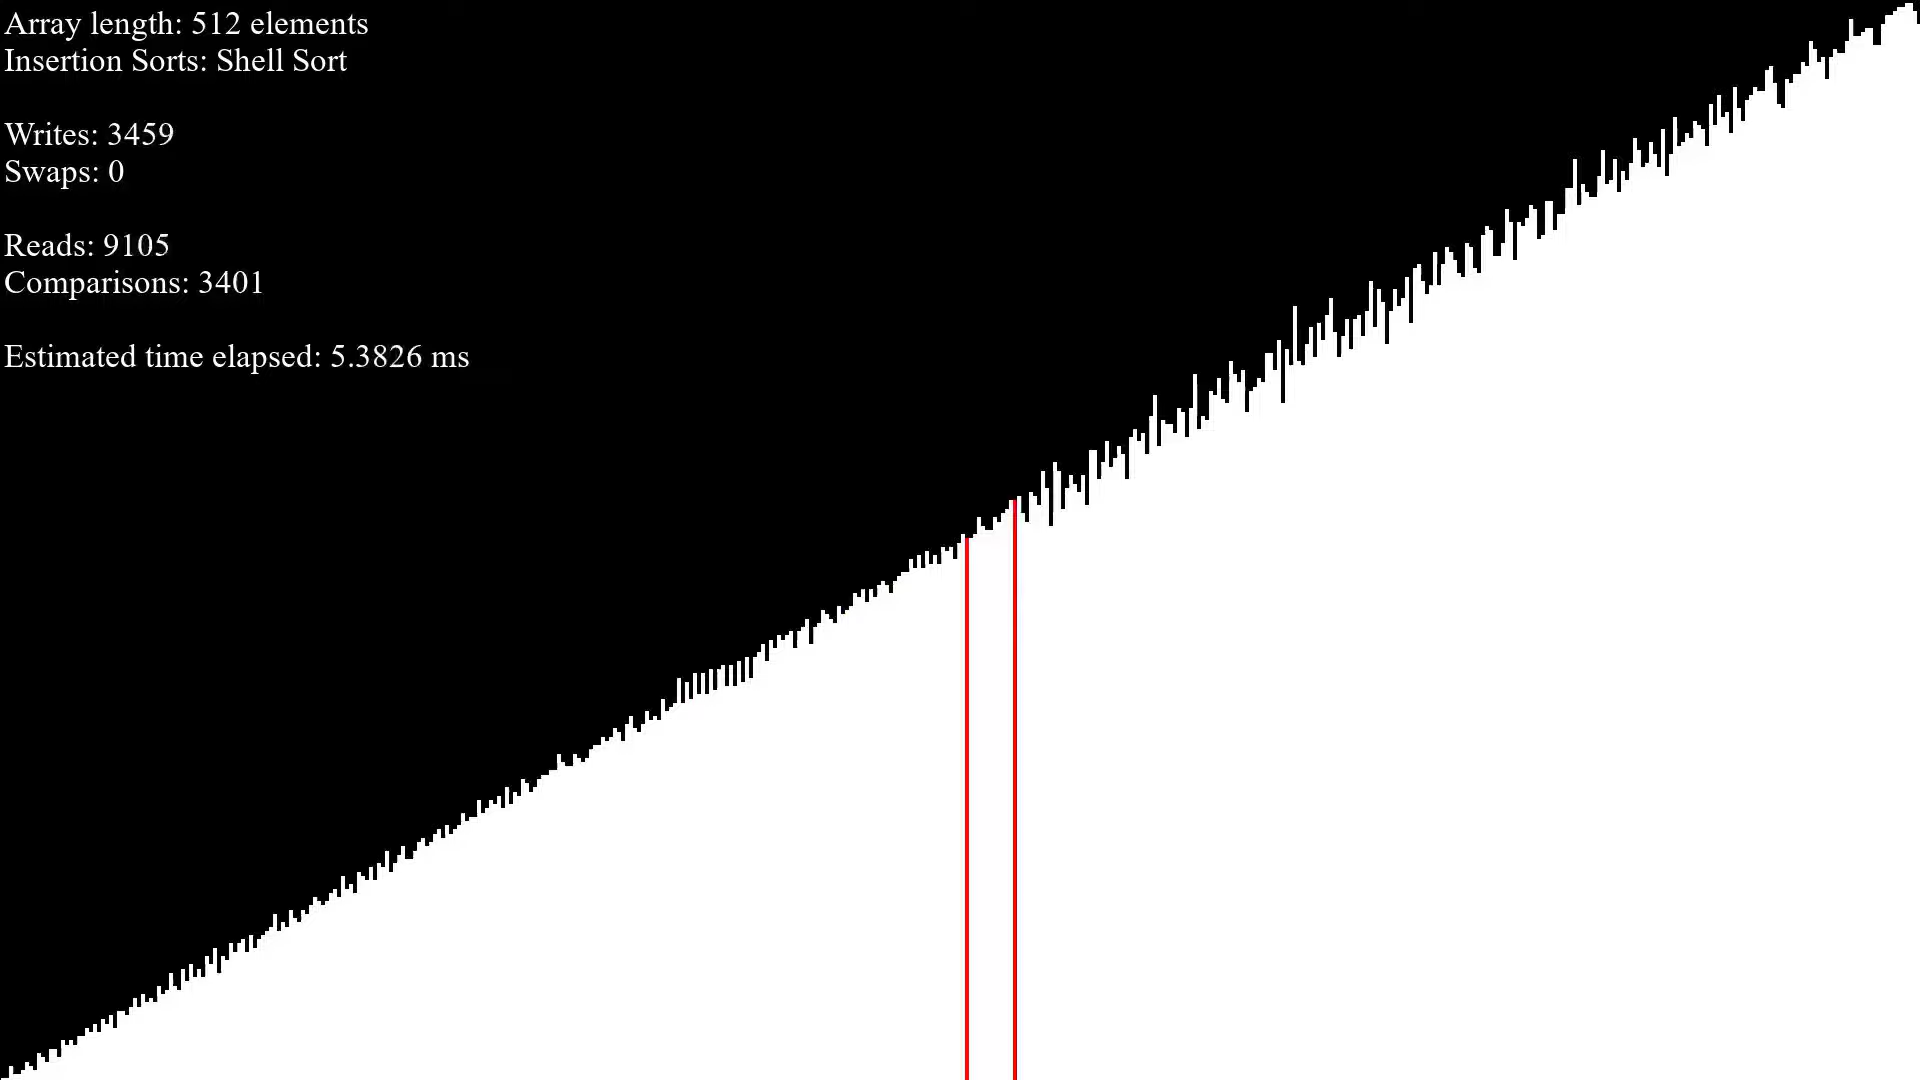 Array length: 512 elements
Insertion Sorts: Shell Sort
Writes: 3459
Swaps: 0
Reads: 9105
Comparisons: 3401
Estimated time elapsed: 5.3826 ms